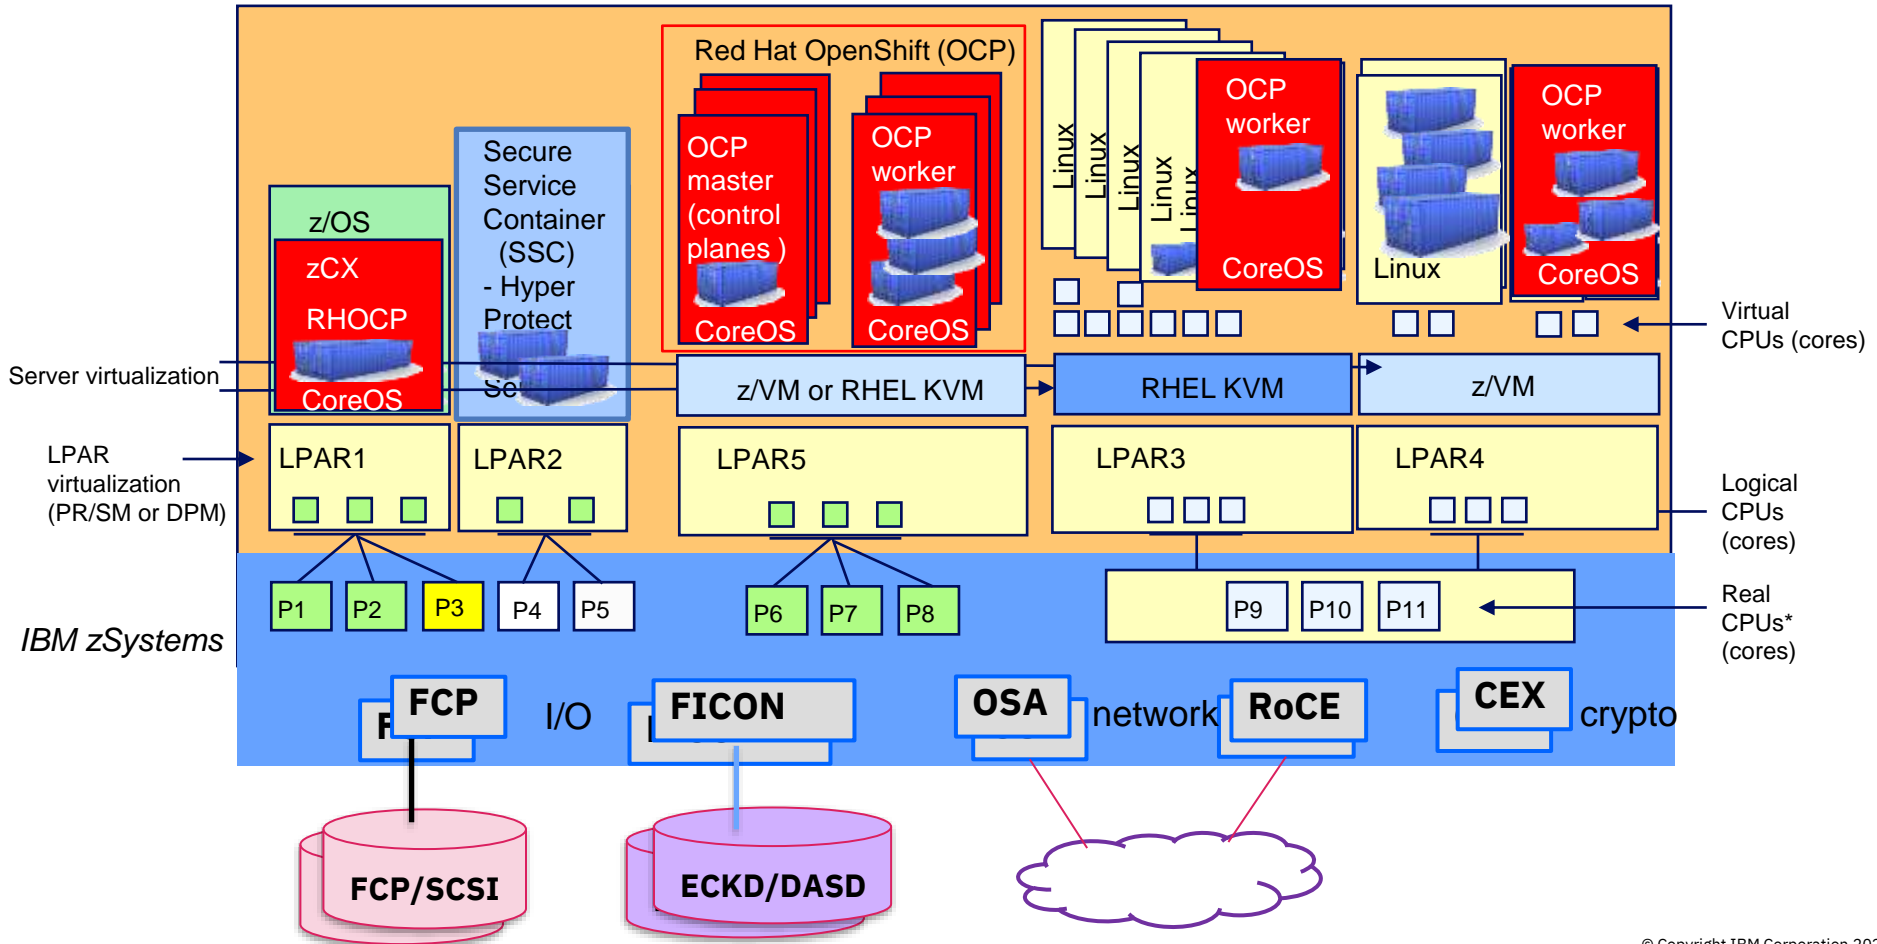 Red Hat OpenShift (OCP)
z/OS
zCX
RHOCP
CoreOS
Secure
Service
Container
(SSC)
- Hyper
Protect
OCP
master
(control
planes )
CoreOS
OCP
worker
CoreOS
Linux
Linux
Linux
Linux
Linux
OCP
worker
CoreOS
Linux
OCP
worker
CoreOS
Virtual
CPUs (cores)
Server virtualization
z/VM or RHEL KVM
RHEL KVM
z/VM
LPAR
virtualization
(PR/SM or DPM)
LPAR1
LPAR2
LPAR5
LPAR3
LPAR4
Logical
CPUs
(cores)
P1
P2
P3
P4
P5
P6
P7
P8
P9
P10
P11
Real
CPUs*
(cores)
IBM zSystems
FCP
I/O
FICON
OSA
network
RoCE
CEX
crypto
FCP/SCSI
ECKD/DASD
© Copyright IBM Corporation